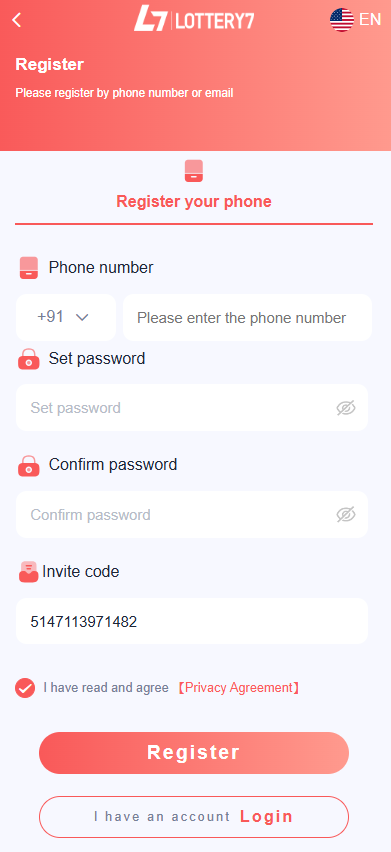 LOTTERY7
EN
Register
Please register by phone number or email
Register your phone
Phone number
+91
Please enter the phone number
Set password
Set password
Confirm password
Confirm password
Invite code
5147113971482
I have read and agree 【Privacy Agreement】
Register
I have an account Login